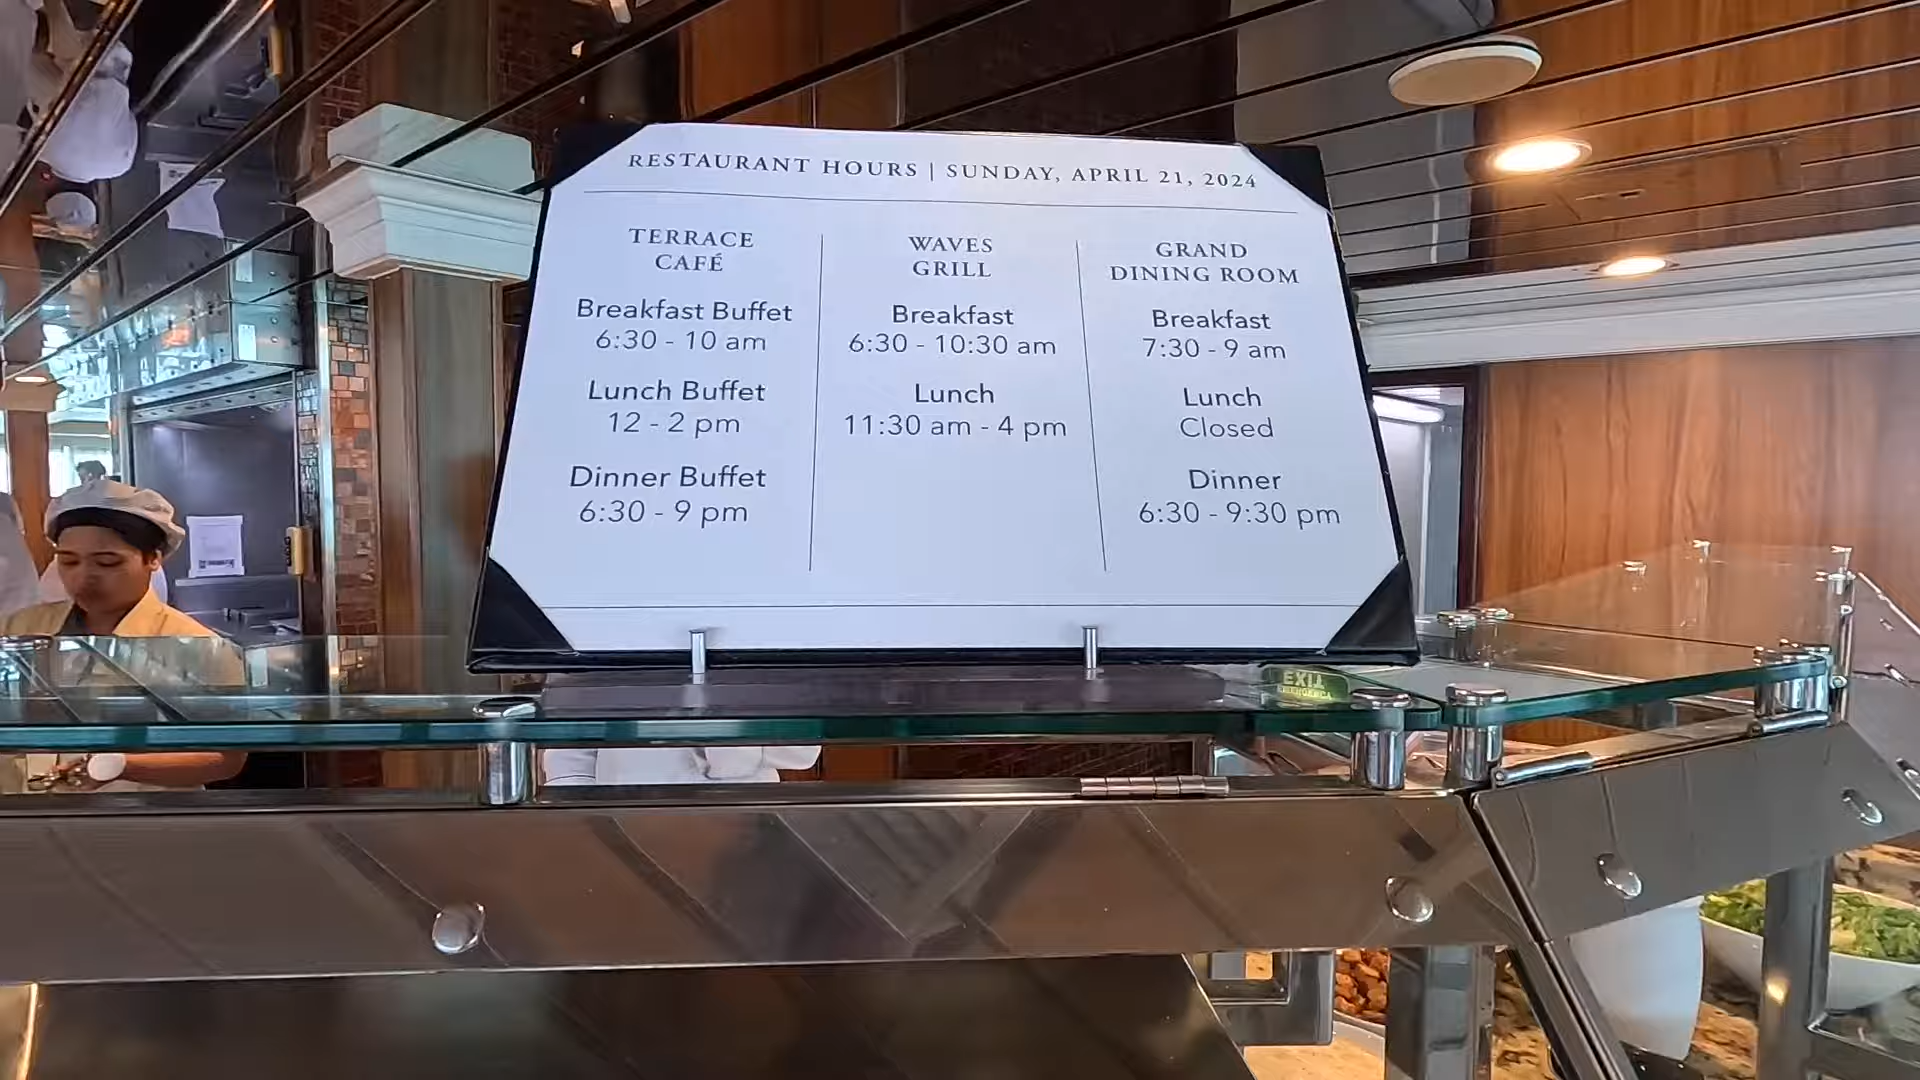 RESTAURANT HOURS | SUNDAY, APRIL 21, 2024
TERRACE
CAFÉ
Breakfast Buffet
6:30 - 10 am
Lunch Buffet
12 - 2 pm
Dinner Buffet
6:30 - 9 pm
WAVES
GRILL
Breakfast
6:30 - 10:30 am
Lunch
11:30 am - 4 pm
GRAND
DINING ROOM
Breakfast
7:30 - 9 am
Lunch
Closed
Dinner
6:30 - 9:30 pm
EXIT